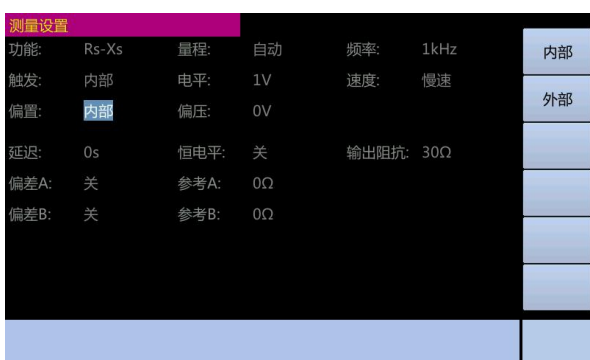 测量设置
功能: Rs-Xs 量程: 自动 频率: 1kHz
触发: 内部 电平: 1V 速度: 慢速
偏置: 内部 偏压: 0V
延迟: 0s 恒电平: 关 输出阻抗: 30Ω
偏差A: 关 参考A: 0Ω
偏差B: 关 参考B: 0Ω
内部
外部